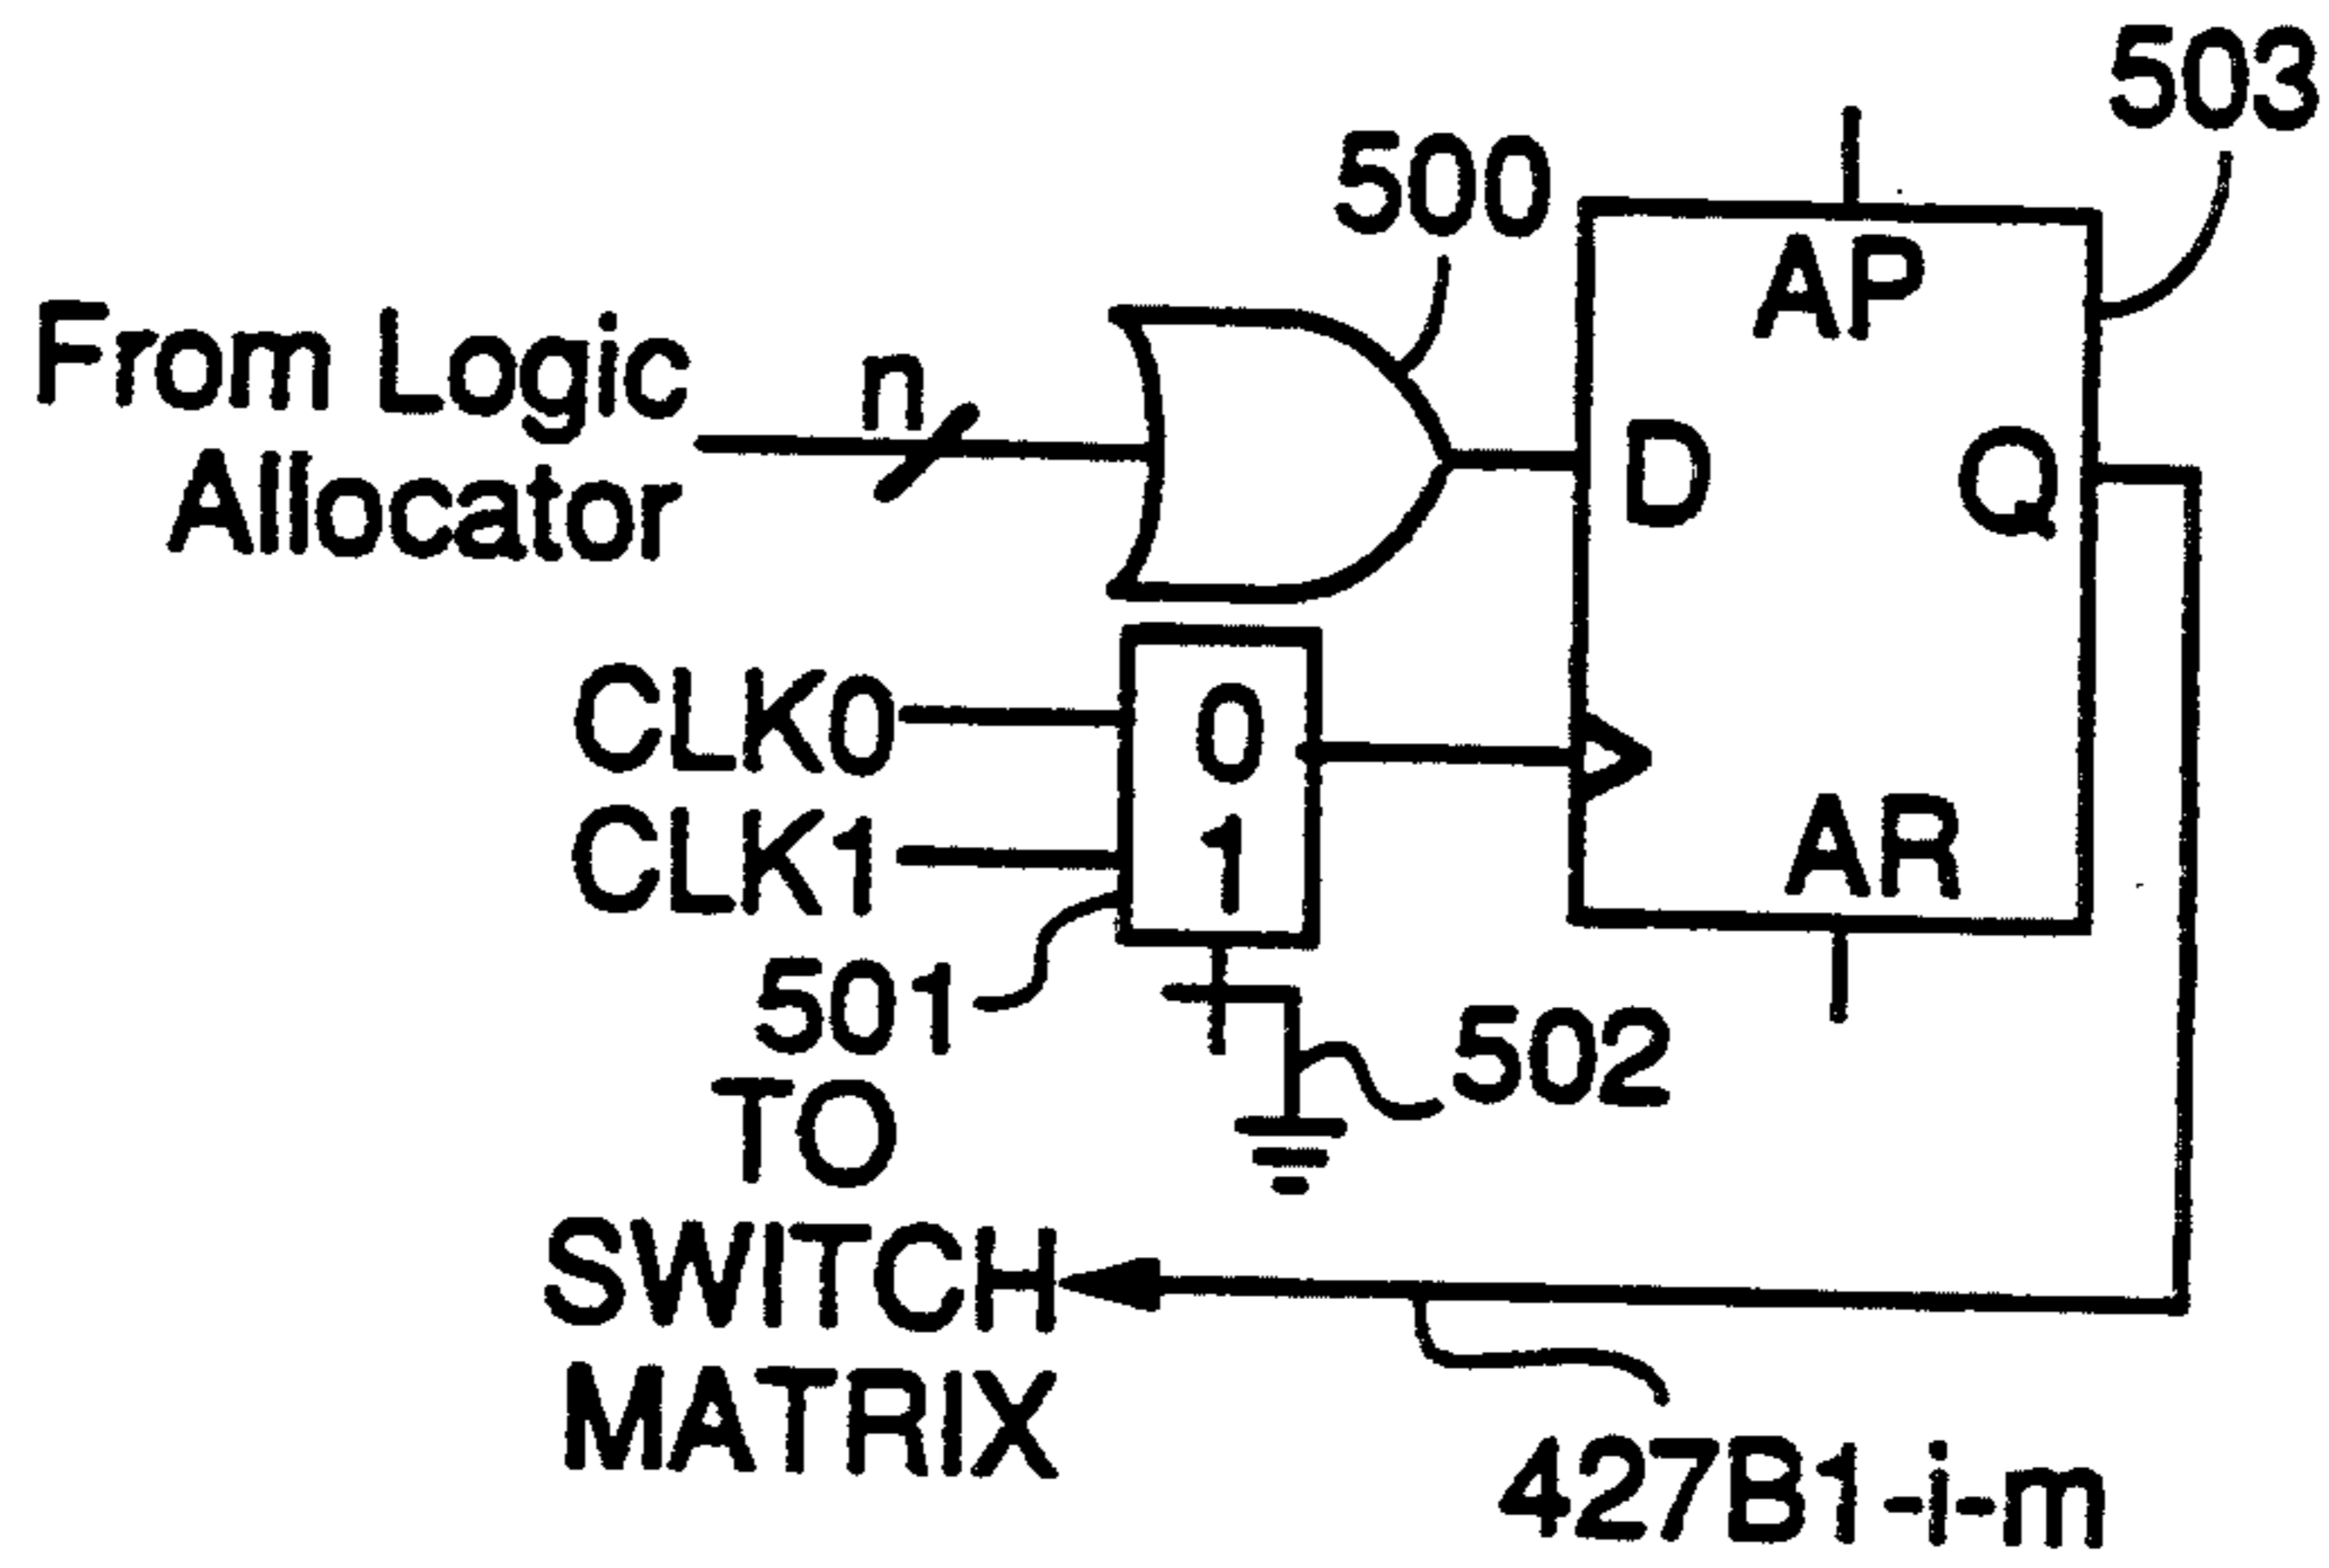 503
500
AP
From Logic
Allocator
n
D
Q
CLK0
0
CLK1
1
AR
501
502
TO
SWITCH
MATRIX
427B1-i-m